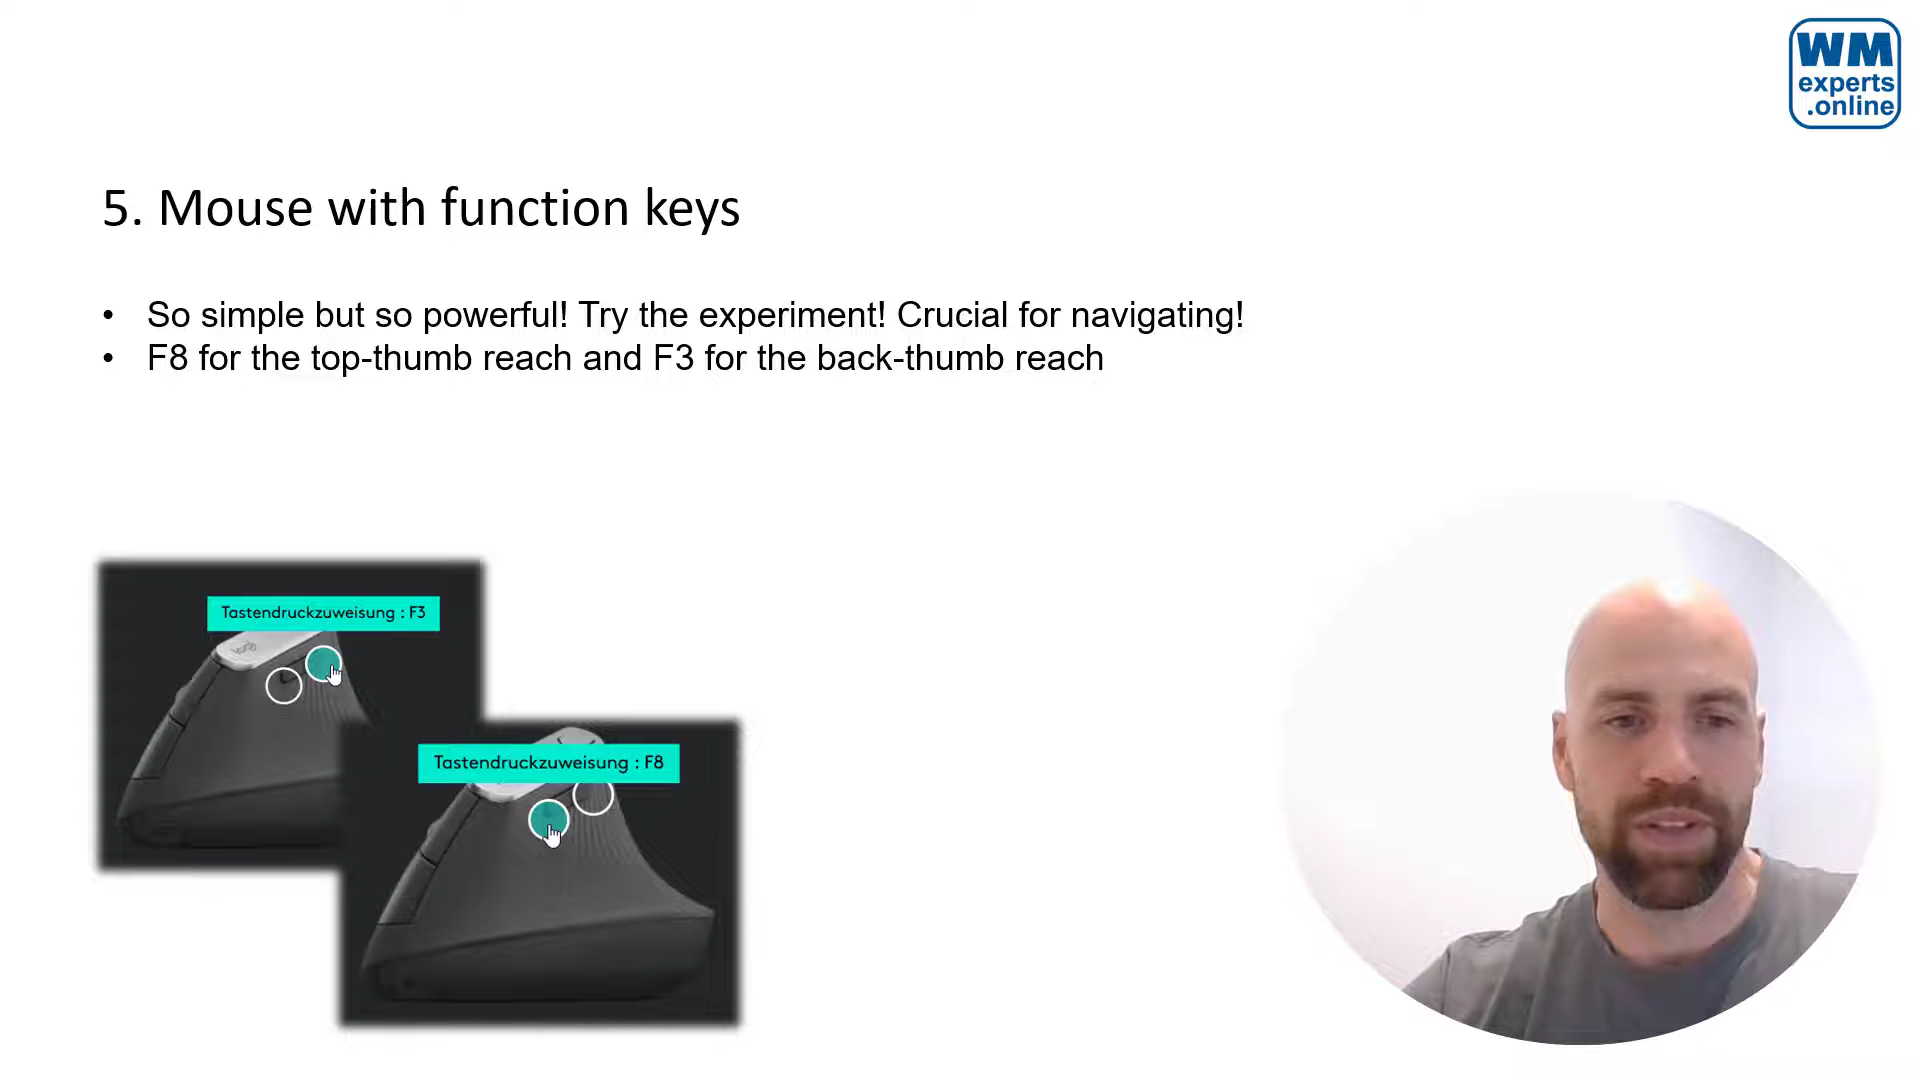 WM
experts
.online
5. Mouse with function keys
• So simple but so powerful! Try the experiment! Crucial for navigating!
• F8 for the top-thumb reach and F3 for the back-thumb reach
Tastendruckzuweisung : F3
logi
Tastendruckzuweisung : F8